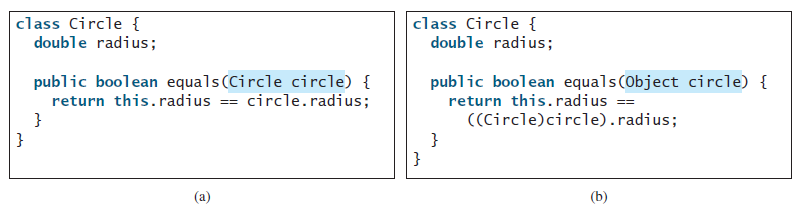 class Circle {
double radius;
public boolean equals(Circle circle) {
return this.radius == circle.radius;
}
}
(a)
class Circle {
double radius;
public boolean equals(Object circle) {
return this.radius ==
((Circle)circle).radius;
}
}
(b)